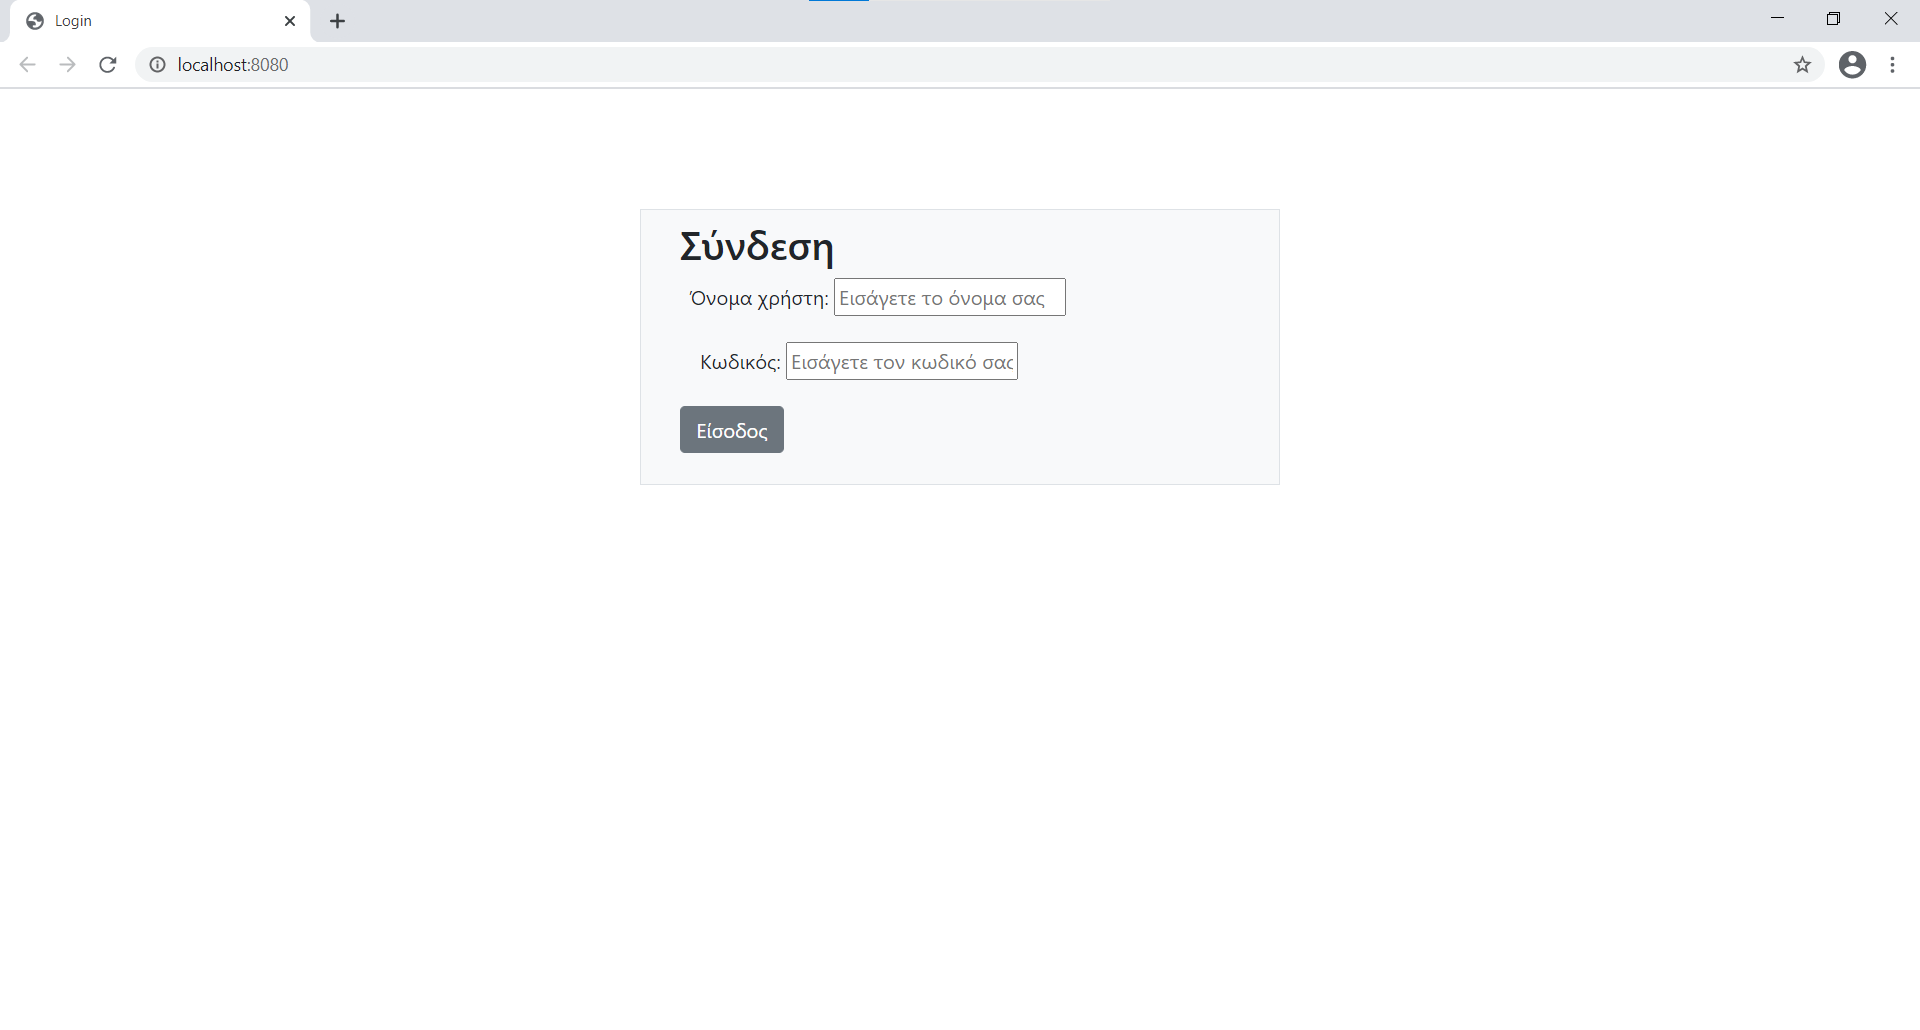 Login
localhost:8080
Σύνδεση
Όνομα χρήστη: Εισάγετε το όνομα σας
Κωδικός: Εισάγετε τον κωδικό σας
Είσοδος